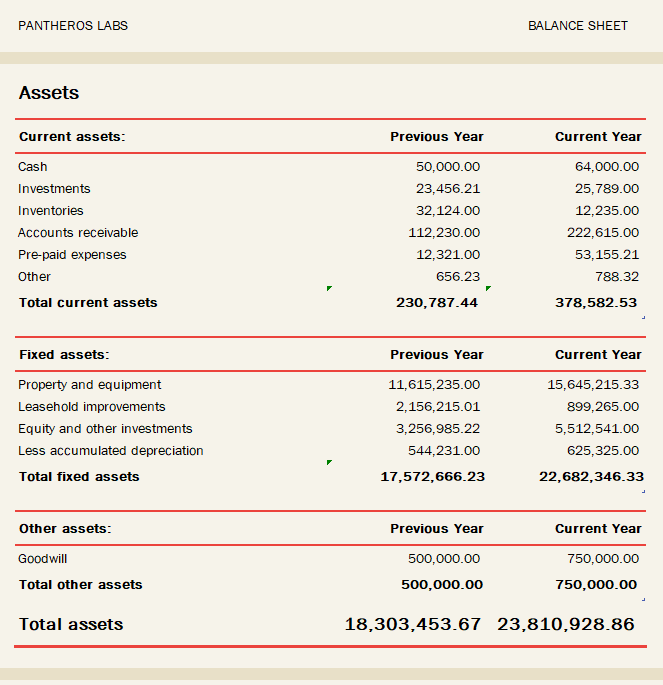 PANTHEROS LABS BALANCE SHEET
Assets
Current assets: Previous Year Current Year
Cash 50,000.00 64,000.00
Investments 23,456.21 25,789.00
Inventories 32,124.00 12,235.00
Accounts receivable 112,230.00 222,615.00
Pre-paid expenses 12,321.00 53,155.21
Other 656.23 788.32
Total current assets 230,787.44 378,582.53
Fixed assets: Previous Year Current Year
Property and equipment 11,615,235.00 15,645,215.33
Leasehold improvements 2,156,215.01 899,265.00
Equity and other investments 3,256,985.22 5,512,541.00
Less accumulated depreciation 544,231.00 625,325.00
Total fixed assets 17,572,666.23 22,682,346.33
Other assets: Previous Year Current Year
Goodwill 500,000.00 750,000.00
Total other assets 500,000.00 750,000.00
Total assets 18,303,453.67 23,810,928.86